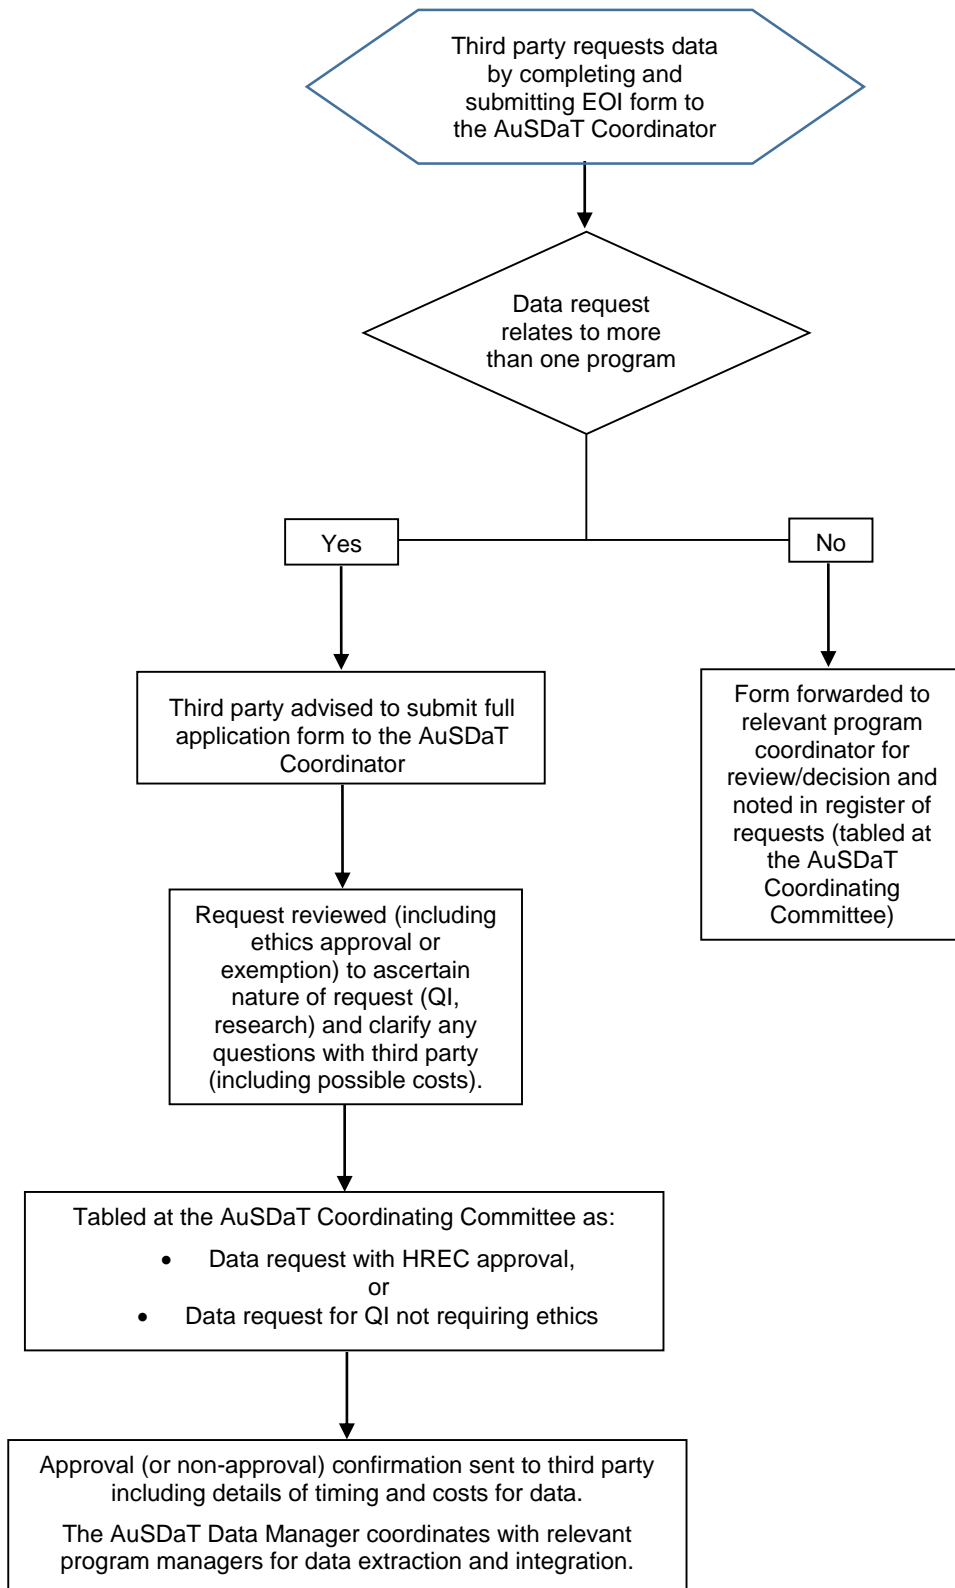 Third party requests data
by completing and
submitting EOI form to
the AuSDaT Coordinator
Data request
relates to more
than one program
Yes
No
Third party advised to submit full
application form to the AuSDaT
Coordinator
Form forwarded to
relevant program
coordinator for
review/decision and
noted in register of
requests (tabled at
the AuSDaT
Coordinating
Committee)
Request reviewed (including
ethics approval or
exemption) to ascertain
nature of request (QI,
research) and clarify any
questions with third party
(including possible costs).
Tabled at the AuSDaT Coordinating Committee as:
• Data request with HREC approval,
or
• Data request for QI not requiring ethics
Approval (or non-approval) confirmation sent to third party
including details of timing and costs for data.
The AuSDaT Data Manager coordinates with relevant
program managers for data extraction and integration.